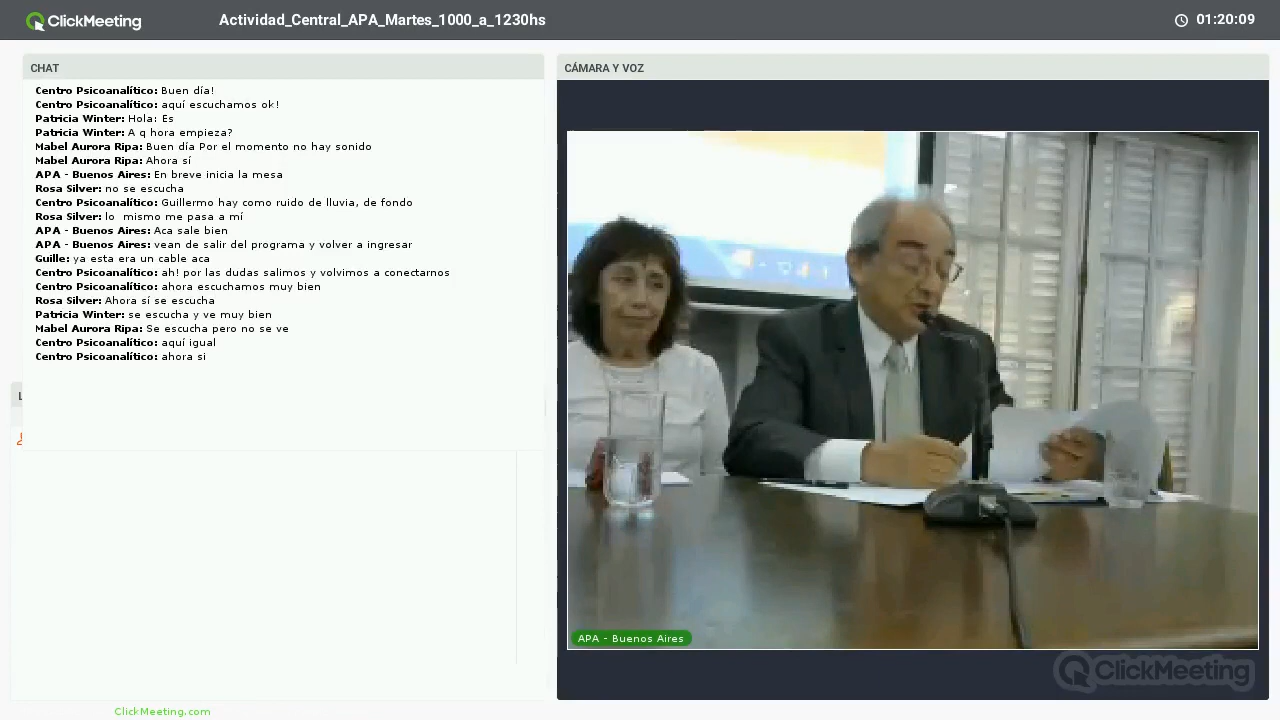 ClickMeeting
Actividad_Central_APA_Martes_1000_a_1230hs
01:20:09
CHAT
Centro Psicoanalítico: Buen día!
Centro Psicoanalítico: aquí escuchamos ok!
Patricia Winter: Hola: Es
Patricia Winter: A q hora empieza?
Mabel Aurora Ripa: Buen día Por el momento no hay sonido
Mabel Aurora Ripa: Ahora sí
APA - Buenos Aires: En breve inicia la mesa
Rosa Silver: no se escucha
Centro Psicoanalítico: Guillermo hay como ruido de lluvia, de fondo
Rosa Silver: lo mismo me pasa a mí
APA - Buenos Aires: Aca sale bien
APA - Buenos Aires: vean de salir del programa y volver a ingresar
Guille: ya esta era un cable aca
Centro Psicoanalítico: ah! por las dudas salimos y volvimos a conectarnos
Centro Psicoanalítico: ahora escuchamos muy bien
Rosa Silver: Ahora sí se escucha
Patricia Winter: se escucha y ve muy bien
Mabel Aurora Ripa: Se escucha pero no se ve
Centro Psicoanalítico: aquí igual
Centro Psicoanalítico: ahora si
CÁMARA Y VOZ
APA - Buenos Aires
ClickMeeting
ClickMeeting.com